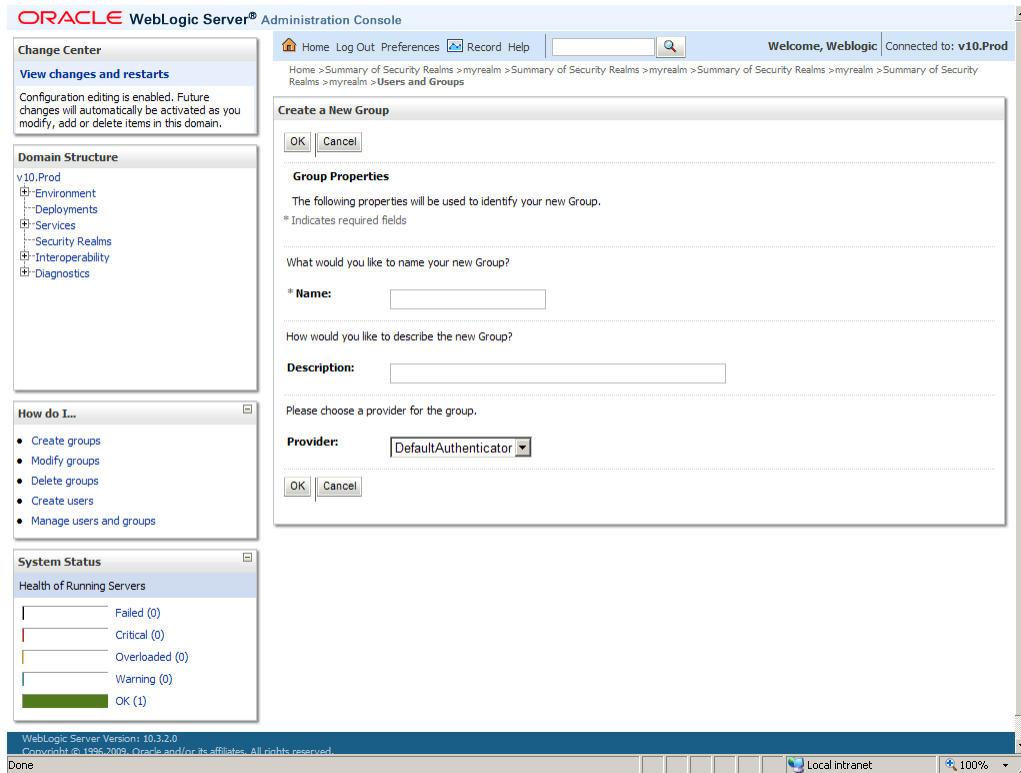 ORACLE WebLogic Server® Administration Console
Change Center
View changes and restarts
Configuration editing is enabled. Future
changes will automatically be activated as you
modify, add or delete items in this domain.
Domain Structure
v10.Prod
Environment
Deployments
Services
Security Realms
Interoperability
Diagnostics
How do I...
Create groups
Modify groups
Delete groups
Create users
Manage users and groups
System Status
Health of Running Servers
Failed (0)
Critical (0)
Overloaded (0)
Warning (0)
OK (1)
Home Log Out Preferences Record Help
Welcome, Weblogic Connected to: v10.Prod
Home >Summary of Security Realms >myrealm >Summary of Security Realms >myrealm >Summary of Security Realms >myrealm >Summary of Security
Realms >myrealm >Users and Groups
Create a New Group
OK Cancel
Group Properties
The following properties will be used to identify your new Group.
* Indicates required fields
What would you like to name your new Group?
* Name:
How would you like to describe the new Group?
Description:
Please choose a provider for the group.
Provider: DefaultAuthenticator
OK Cancel
WebLogic Server Version: 10.3.2.0
Copyright © 1996,2009, Oracle and/or its affiliates. All rights reserved.
Done Local intranet 100%